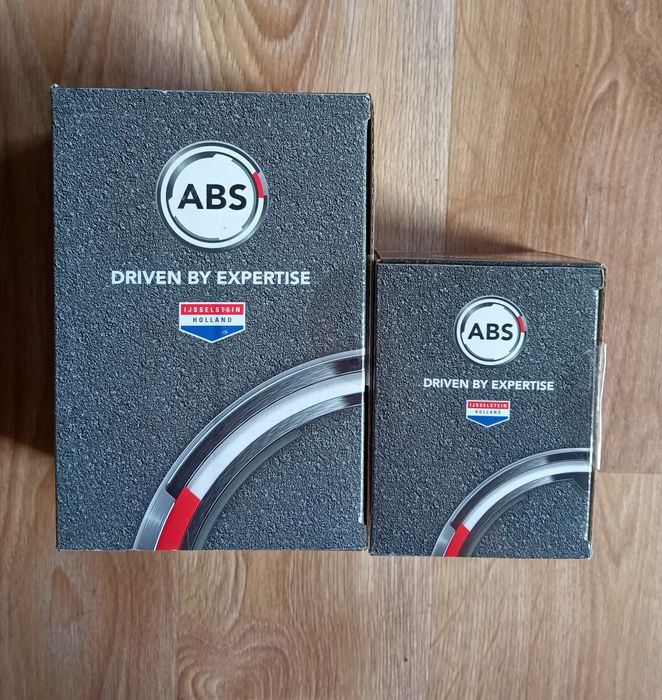 ABS
DRIVEN BY EXPERTISE
IJSSELSTEIN
HOLLAND
ABS
DRIVEN BY EXPERTISE
IJSSELSTEIN
HOLLAND